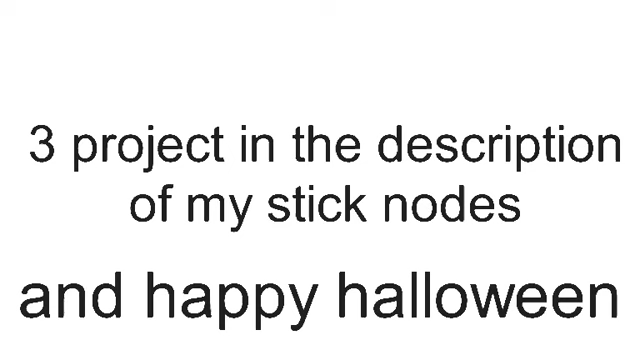 3 project in the description
of my stick nodes
and happy halloween